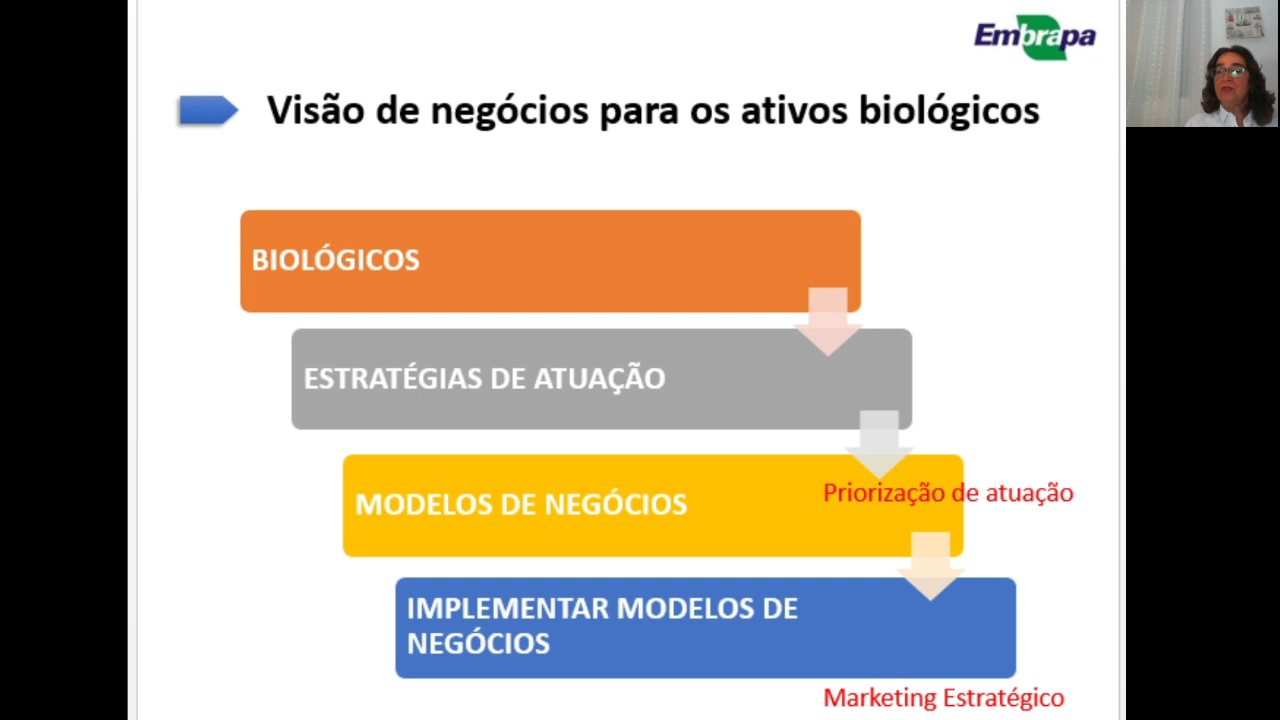 Embrapa
Visão de negócios para os ativos biológicos
BIOLÓGICOS
ESTRATÉGIAS DE ATUAÇÃO
Priorização de atuação
MODELOS DE NEGÓCIOS
IMPLEMENTAR MODELOS DE
NEGÓCIOS
Marketing Estratégico